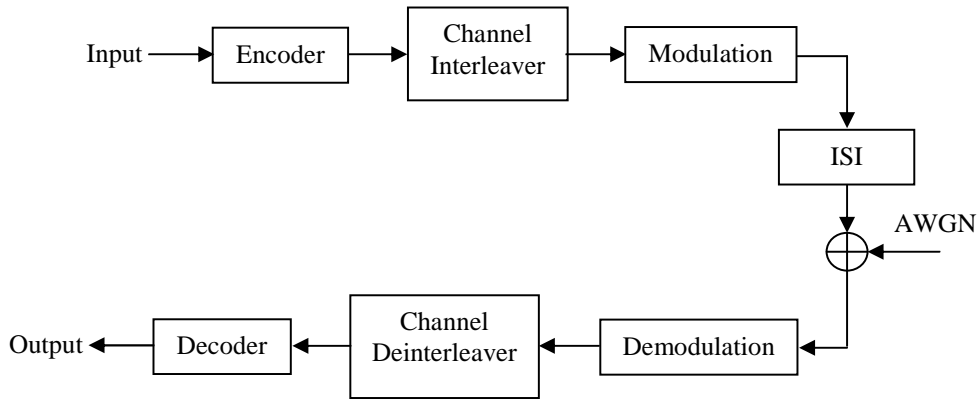 Input
Encoder
Channel
Interleaver
Modulation
ISI
AWGN
Output
Decoder
Channel
Deinterleaver
Demodulation